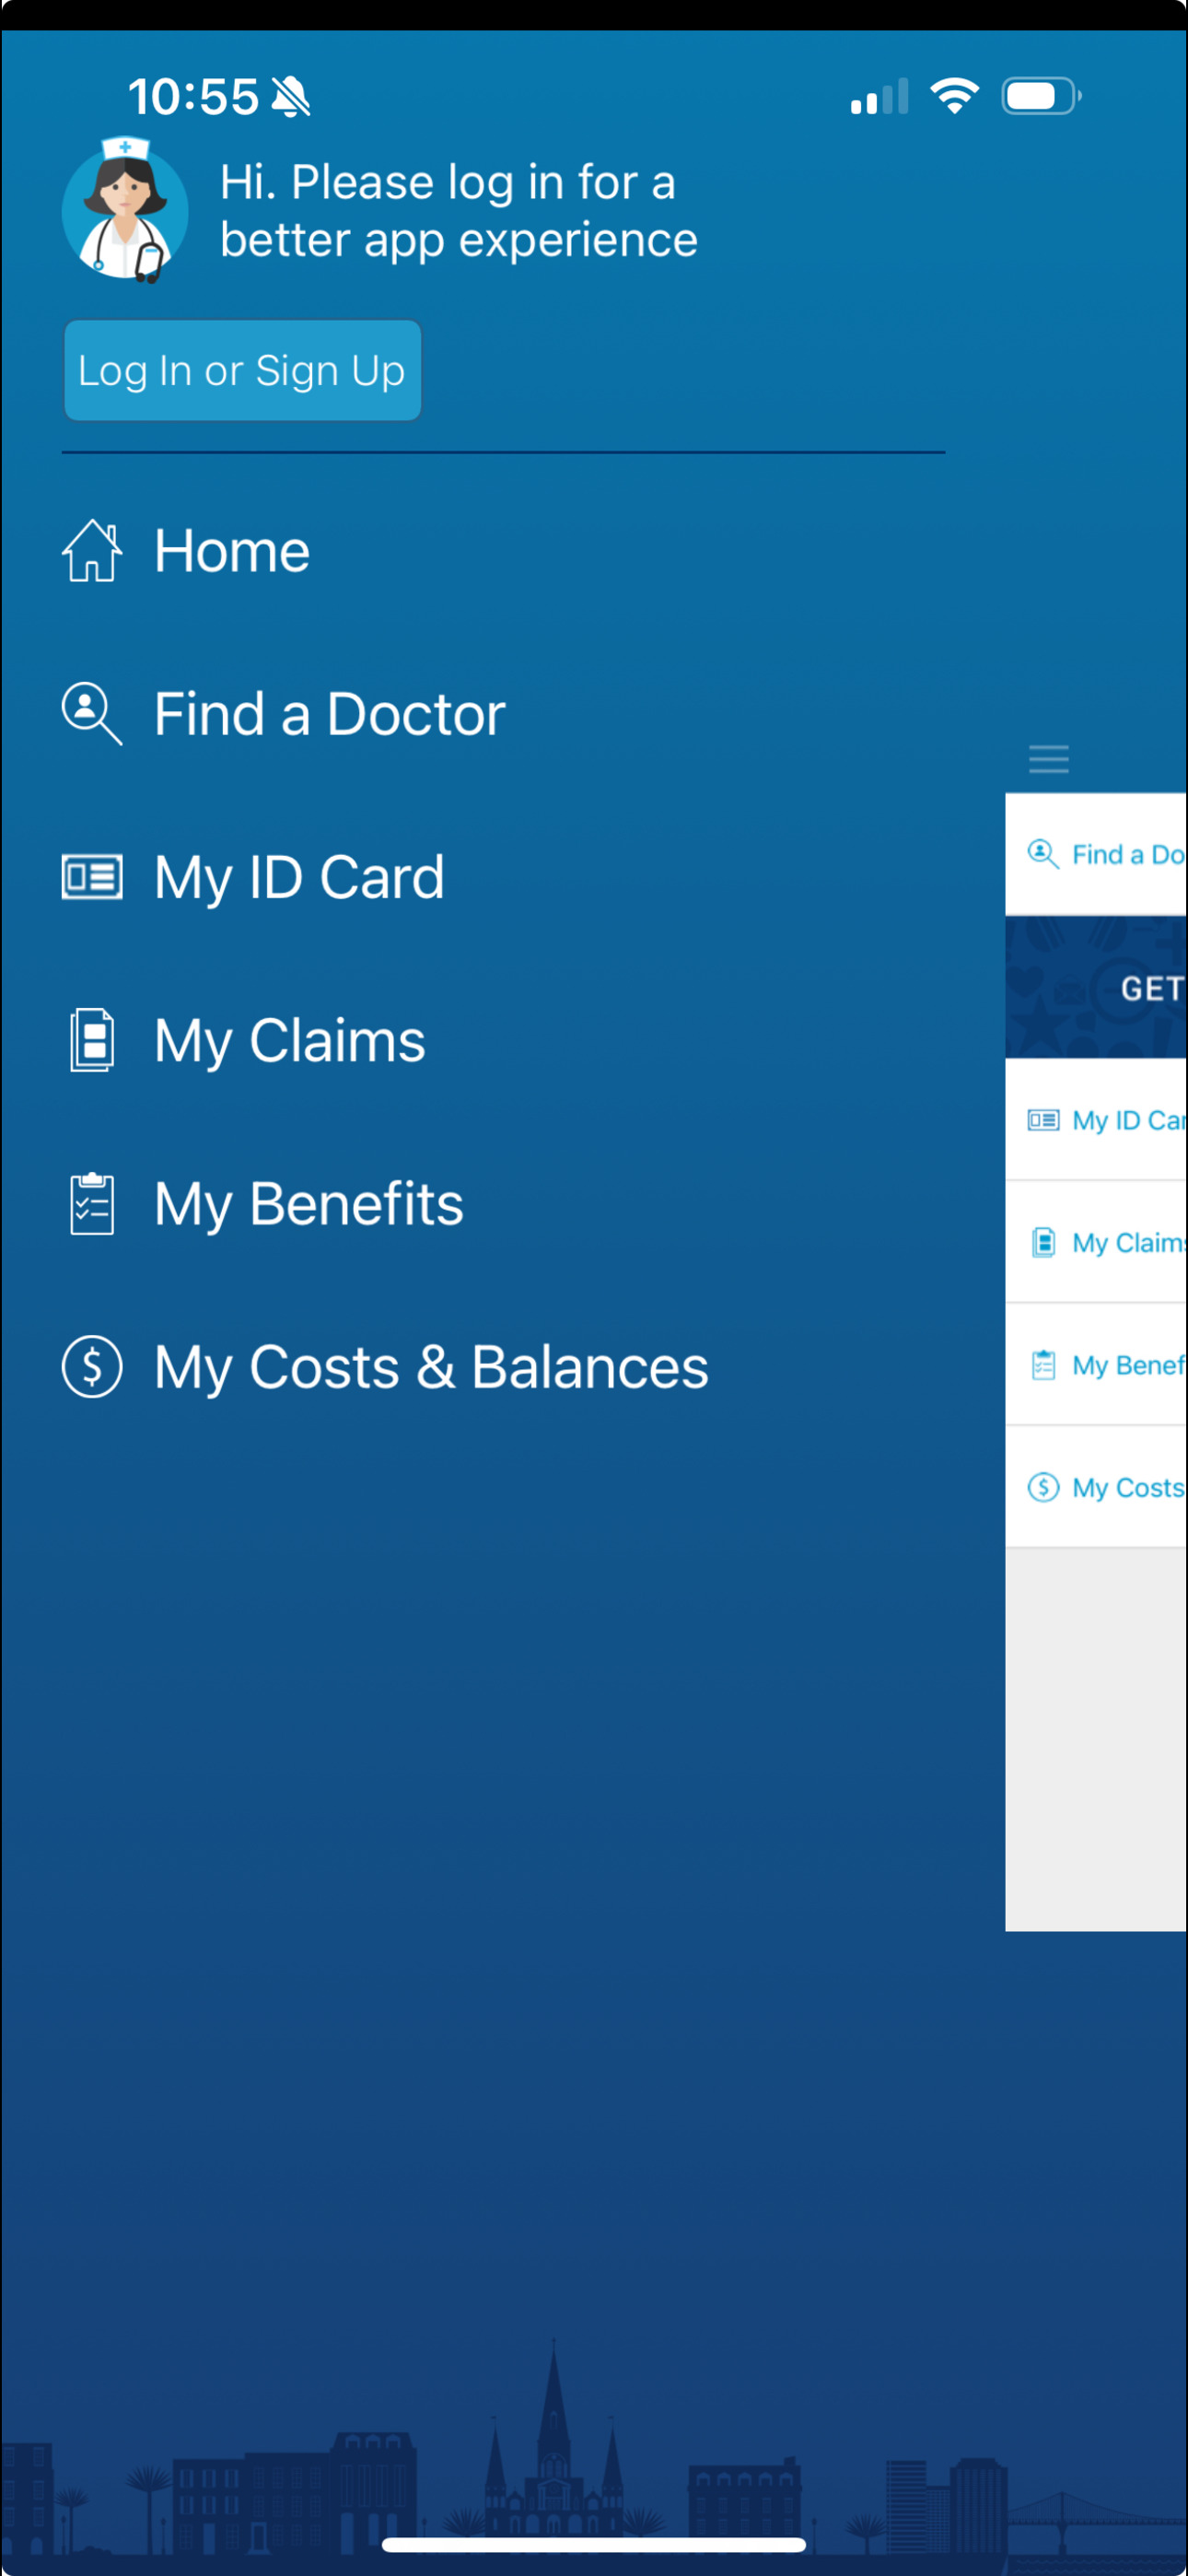 10:55
Hi. Please log in for a
better app experience
Log In or Sign Up
Home
Find a Doctor
My ID Card
My Claims
My Benefits
My Costs & Balances
Find a Do
GET
My ID Car
My Claims
My Benef
My Costs